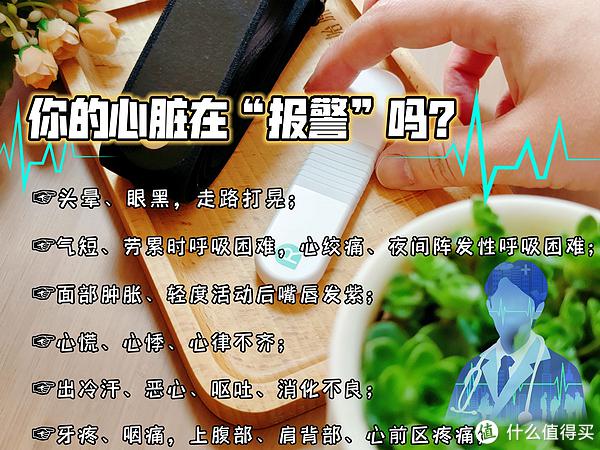 你的心脏在“报警”吗?
☞头晕、眼黑，走路打晃；
☞气短、劳累时呼吸困难，心绞痛、夜间阵发性呼吸困难；
☞面部肿胀、轻度活动后嘴唇发紫；
☞心慌、心悸、心律不齐；
☞出冷汗、恶心、呕吐、消化不良；
☞牙疼、咽痛，上腹部、肩背部、心前区疼痛
值 什么值得买